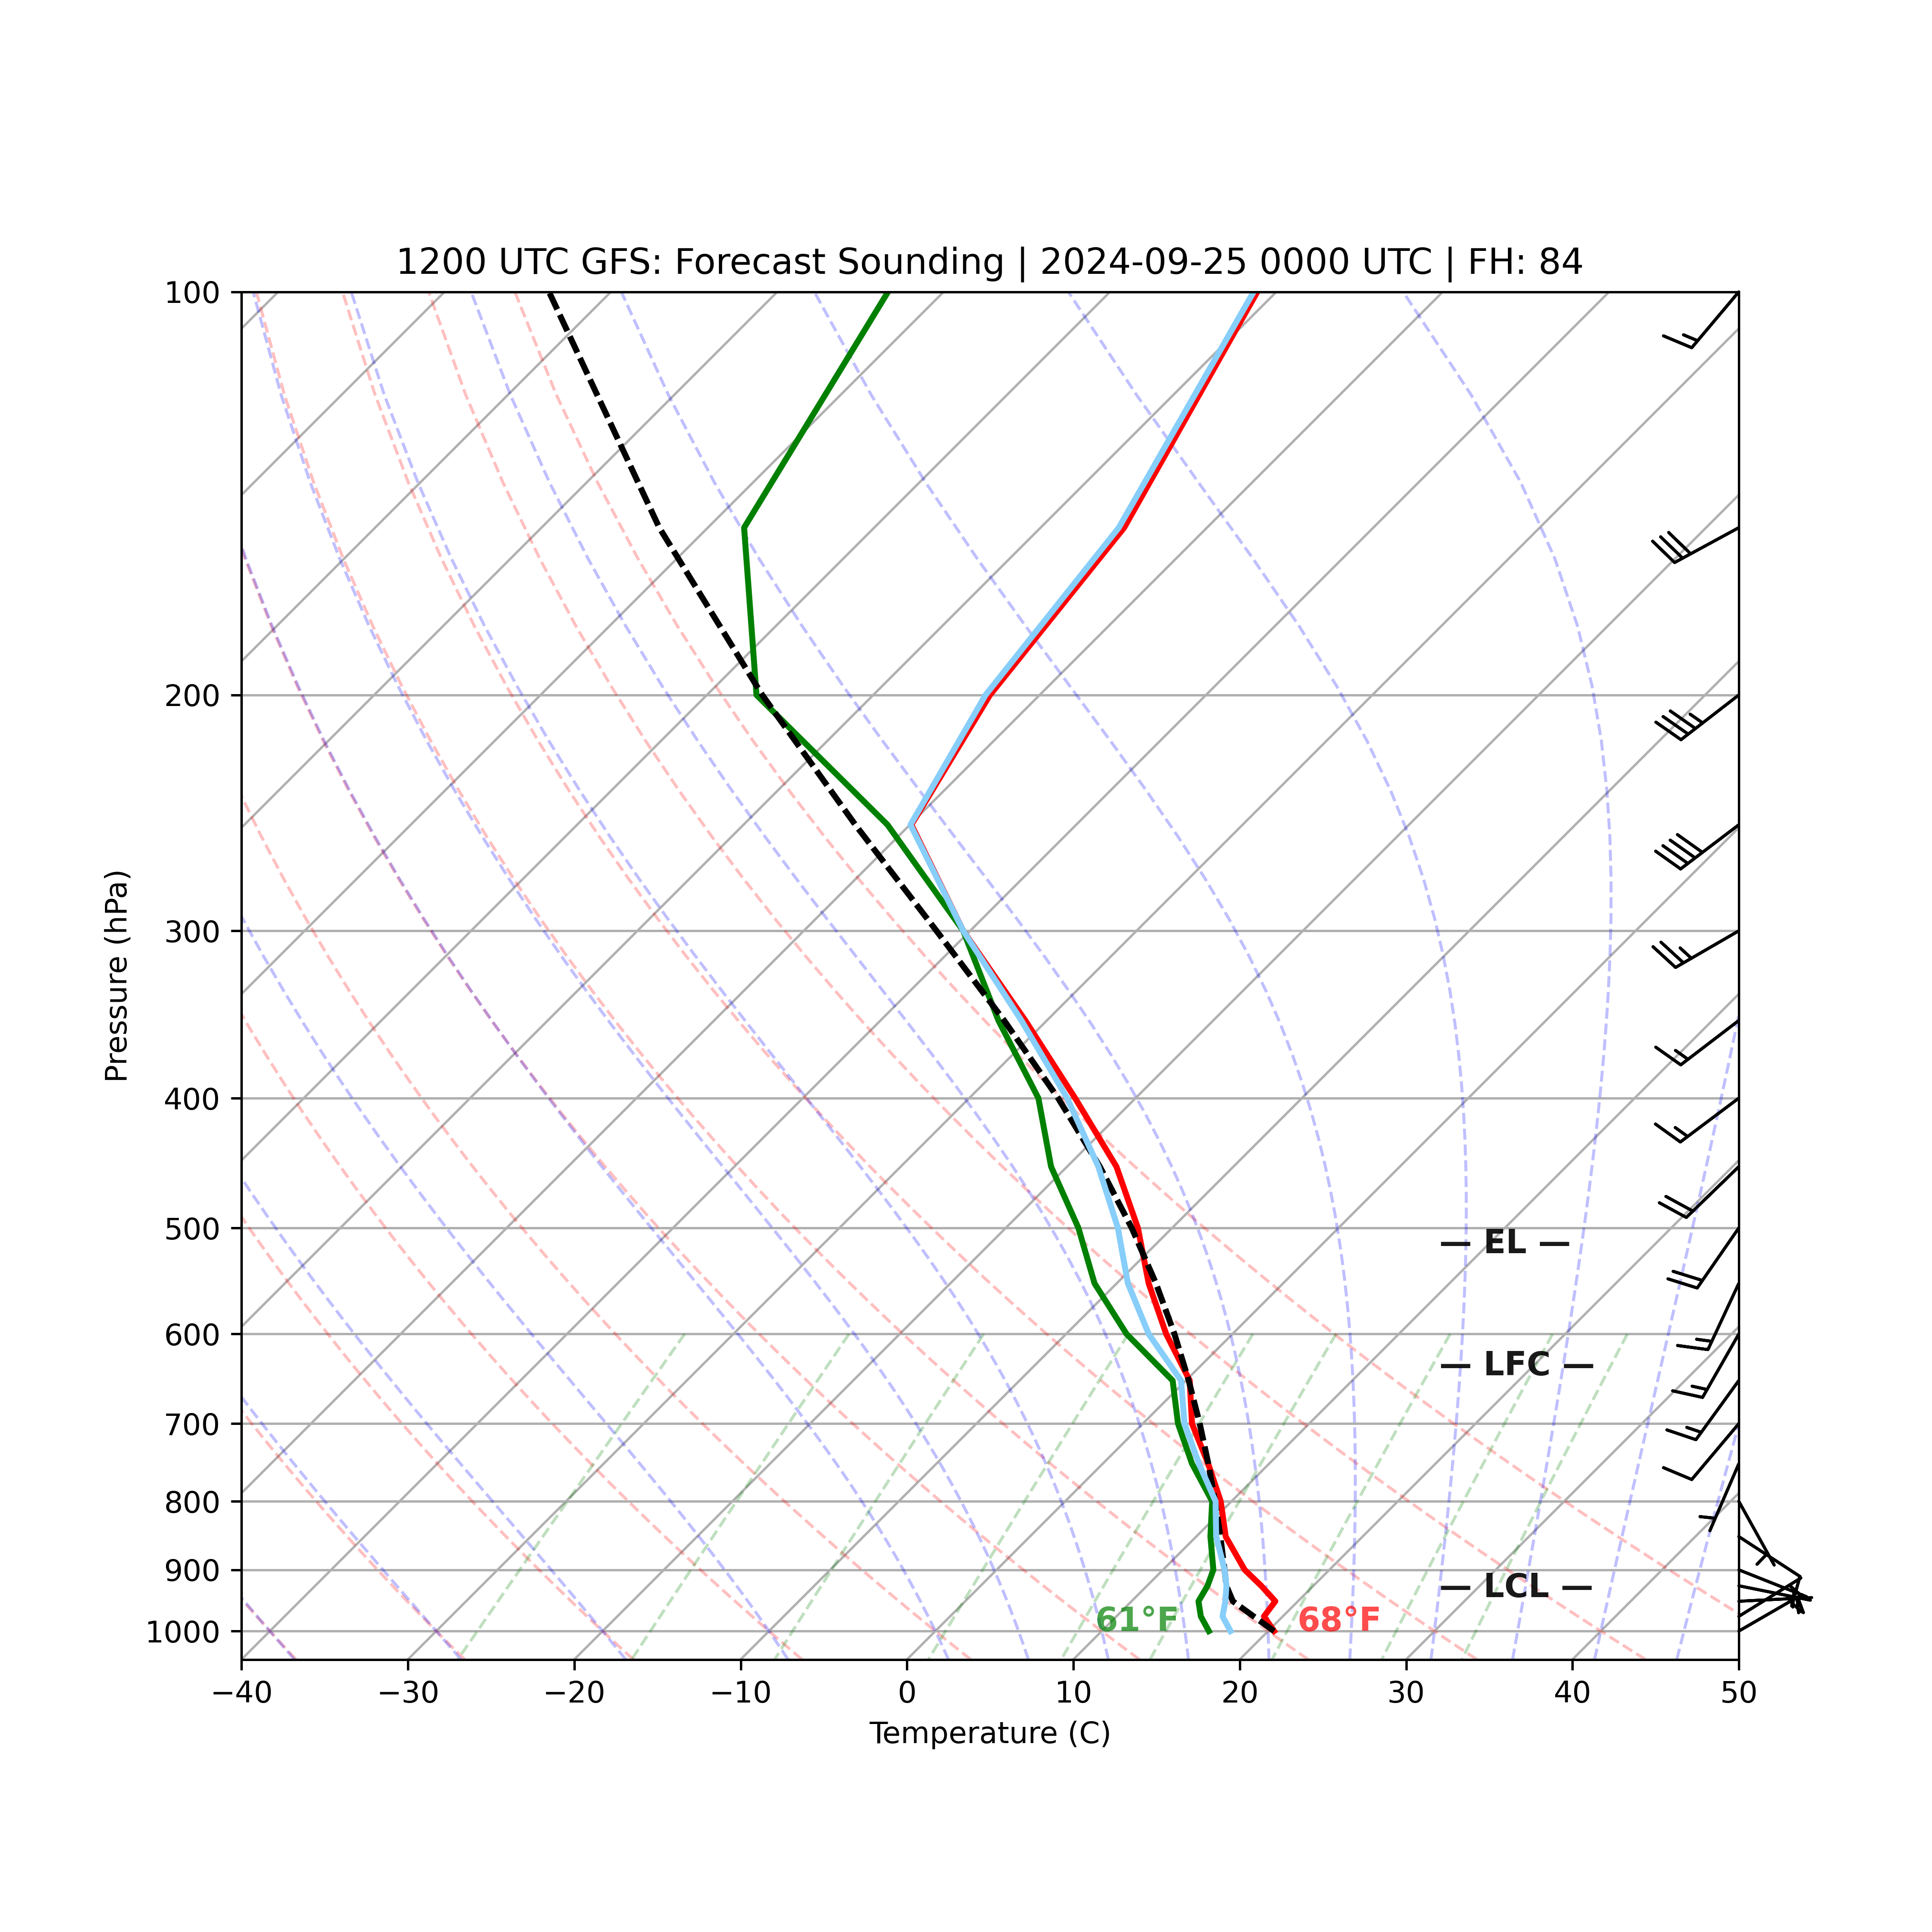 1200 UTC GFS: Forecast Sounding | 2024-09-25 0000 UTC | FH: 84
100
200
300
400
500
600
700
800
900
1000
Pressure (hPa)
— EL —
— LFC —
— LCL —
61°F
68°F
−40 −30 −20 −10 0 10 20 30 40 50
Temperature (C)